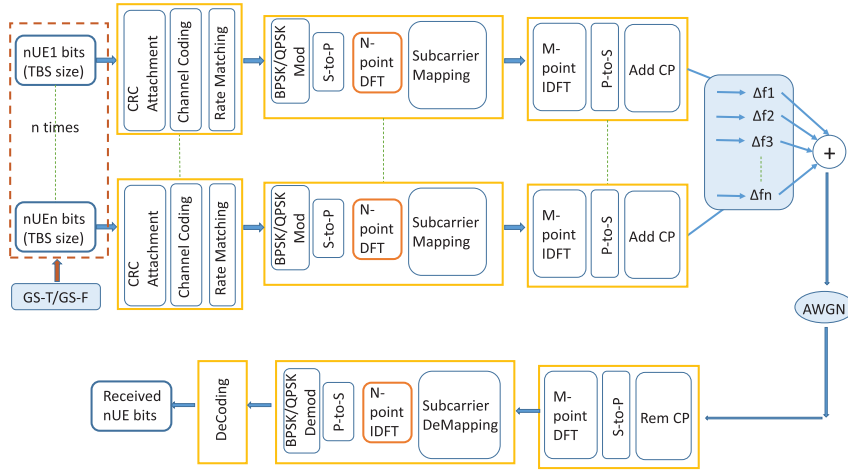 nUE1 bits
(TBS size)
n times
nUEn bits
(TBS size)
GS-T/GS-F
CRC
Attachment
Channel Coding
Rate Matching
BPSK/QPSK
Mod
S-to-P
N-
point
DFT
Subcarrier
Mapping
M-
point
IDFT
P-to-S
Add CP
CRC
Attachment
Channel Coding
Rate Matching
BPSK/QPSK
Mod
S-to-P
N-
point
DFT
Subcarrier
Mapping
M-
point
IDFT
P-to-S
Add CP
Δf1
Δf2
Δf3
Δfn
+
AWGN
Received
nUE bits
DeCoding
BPSK/QPSK
Demod
P-to-S
N-
point
IDFT
Subcarrier
DeMapping
M-
point
DFT
S-to-P
Rem CP